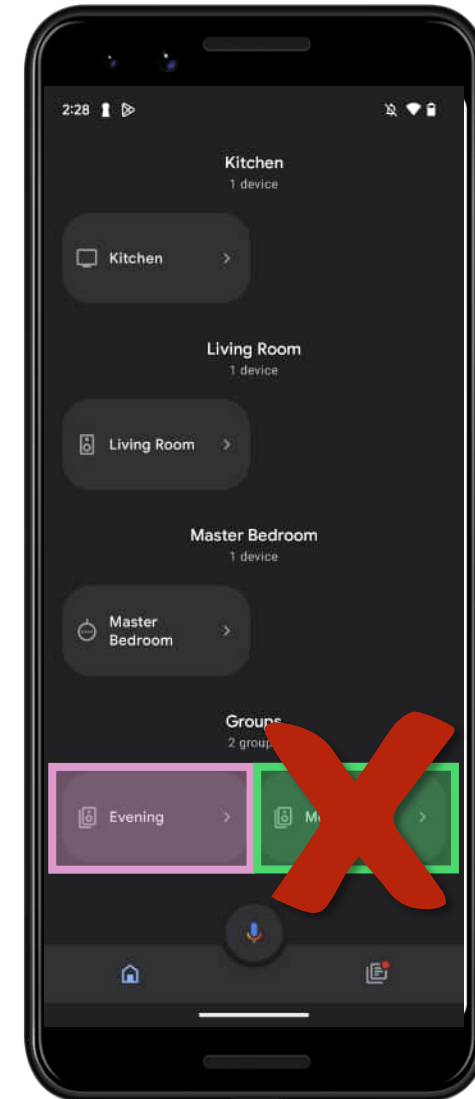 2:28
Kitchen
1 device
Kitchen
Living Room
1 device
Living Room
Master Bedroom
1 device
Master
Bedroom
Groups
2
Evening